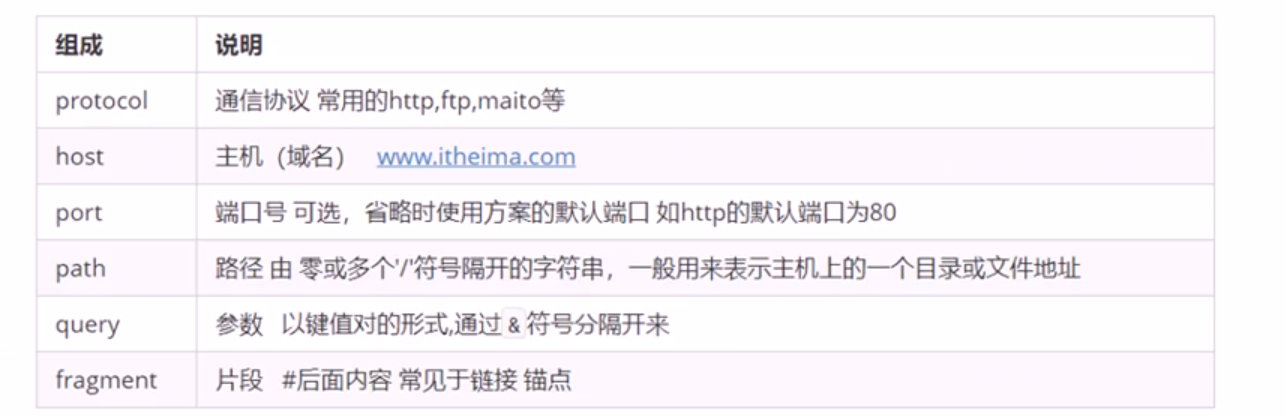 组成 说明
protocol 通信协议 常用的http,ftp,maito等
host 主机（域名） www.itheima.com
port 端口号 可选，省略时使用方案的默认端口 如http的默认端口为80
path 路径 由 零或多个'/'符号隔开的字符串，一般用来表示主机上的一个目录或文件地址
query 参数 以键值对的形式,通过&符号分隔开来
fragment 片段 #后面内容 常见于链接 锚点